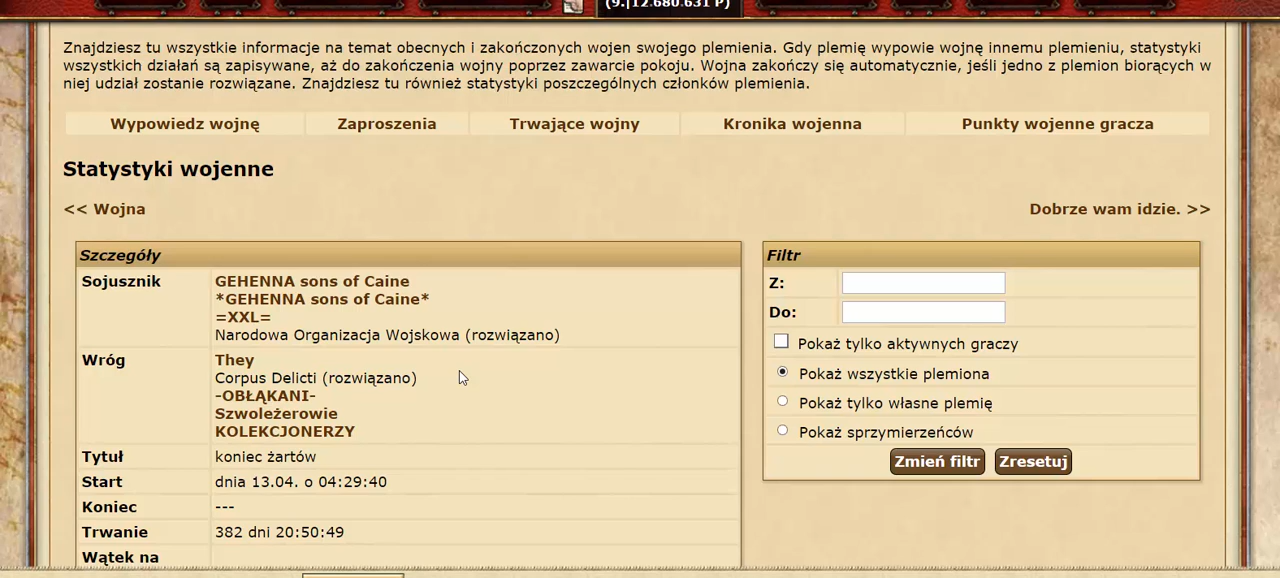 (9.|12.680.631 P)
Znajdziesz tu wszystkie informacje na temat obecnych i zakończonych wojen swojego plemienia. Gdy plemię wypowie wojnę innemu plemieniu, statystyki
wszystkich działań są zapisywane, aż do zakończenia wojny poprzez zawarcie pokoju. Wojna zakończy się automatycznie, jeśli jedno z plemion biorących w
niej udział zostanie rozwiązane. Znajdziesz tu również statystyki poszczególnych członków plemienia.
Wypowiedz wojnę Zaproszenia Trwające wojny Kronika wojenna Punkty wojenne gracza
Statystyki wojenne
<< Wojna Dobrze wam idzie. >>
Szczegóły
Sojusznik GEHENNA sons of Caine
*GEHENNA sons of Caine*
=XXL=
Narodowa Organizacja Wojskowa (rozwiązano)
Wróg They
Corpus Delicti (rozwiązano)
-OBŁĄKANI-
Szwoleżerowie
KOLEKCJONERZY
Tytuł koniec żartów
Start dnia 13.04. o 04:29:40
Koniec ---
Trwanie 382 dni 20:50:49
Wątek na
Filtr
Z:
Do:
Pokaż tylko aktywnych graczy
Pokaż wszystkie plemiona
Pokaż tylko własne plemię
Pokaż sprzymierzeńców
Zmień filtr Zresetuj